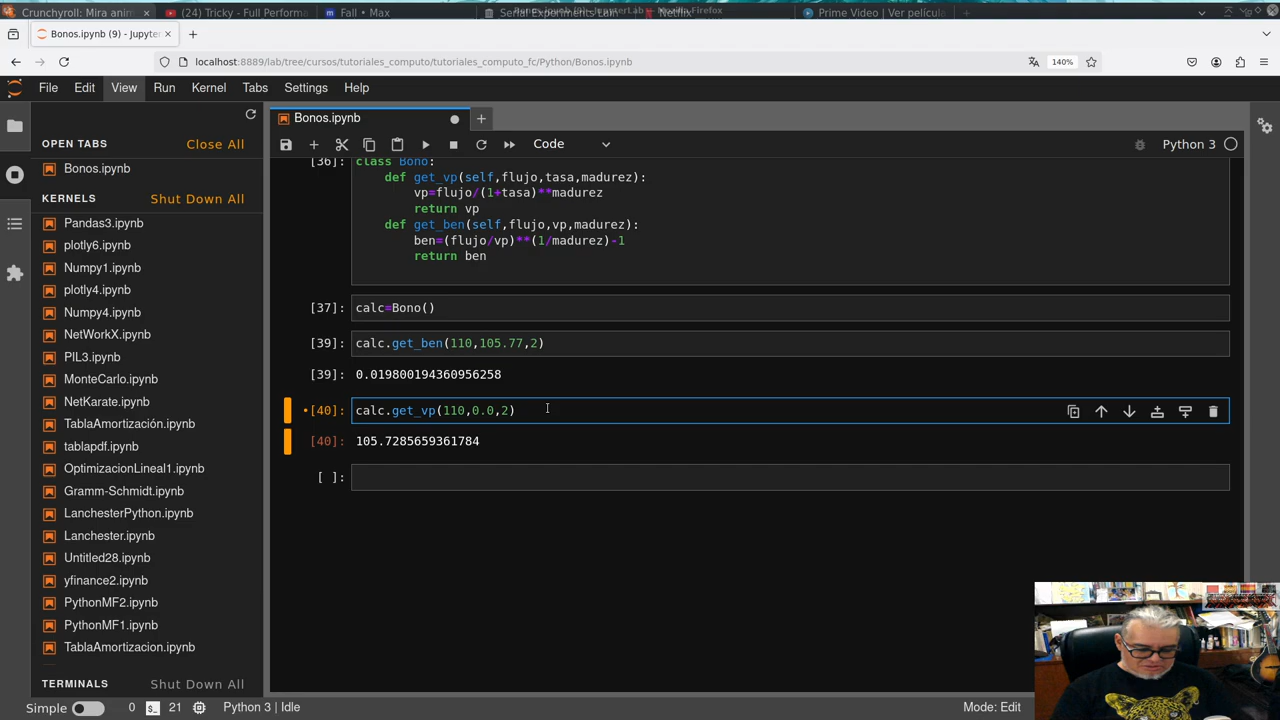 Crunchyroll: Mira anim
(24) Tricky - Full Performa
Fall • Max
Netflix
Prime Video | Ver películ
Bonos.ipynb (9) - Jupyte
localhost:8889/lab/tree/cursos/tutoriales_computo/tutoriales_computo_fc/Python/Bonos.ipynb
140%
File Edit View Run Kernel Tabs Settings Help
OPEN TABS
Close All
Bonos.ipynb
KERNELS
Shut Down All
Pandas3.ipynb
plotly6.ipynb
Numpy1.ipynb
plotly4.ipynb
Numpy4.ipynb
NetWorkX.ipynb
PIL3.ipynb
MonteCarlo.ipynb
NetKarate.ipynb
TablaAmortización.ipynb
tablapdf.ipynb
OptimizacionLineal1.ipynb
Gramm-Schmidt.ipynb
LanchesterPython.ipynb
Lanchester.ipynb
Untitled28.ipynb
yfinance2.ipynb
PythonMF2.ipynb
PythonMF1.ipynb
TablaAmortizacion.ipynb
TERMINALS
Shut Down All
Bonos.ipynb
Code
Python 3
[36]: class Bono:
def get_vp(self,flujo,tasa,madurez):
vp=flujo/(1+tasa)**madurez
return vp
def get_ben(self,flujo,vp,madurez):
ben=(flujo/vp)**(1/madurez)-1
return ben
[37]: calc=Bono()
[39]: calc.get_ben(110,105.77,2)
[39]: 0.019800194360956258
[40]: calc.get_vp(110,0.0,2)
[40]: 105.7285659361784
[ ]:
Simple 0 21 Python 3 | Idle
Mode: Edit